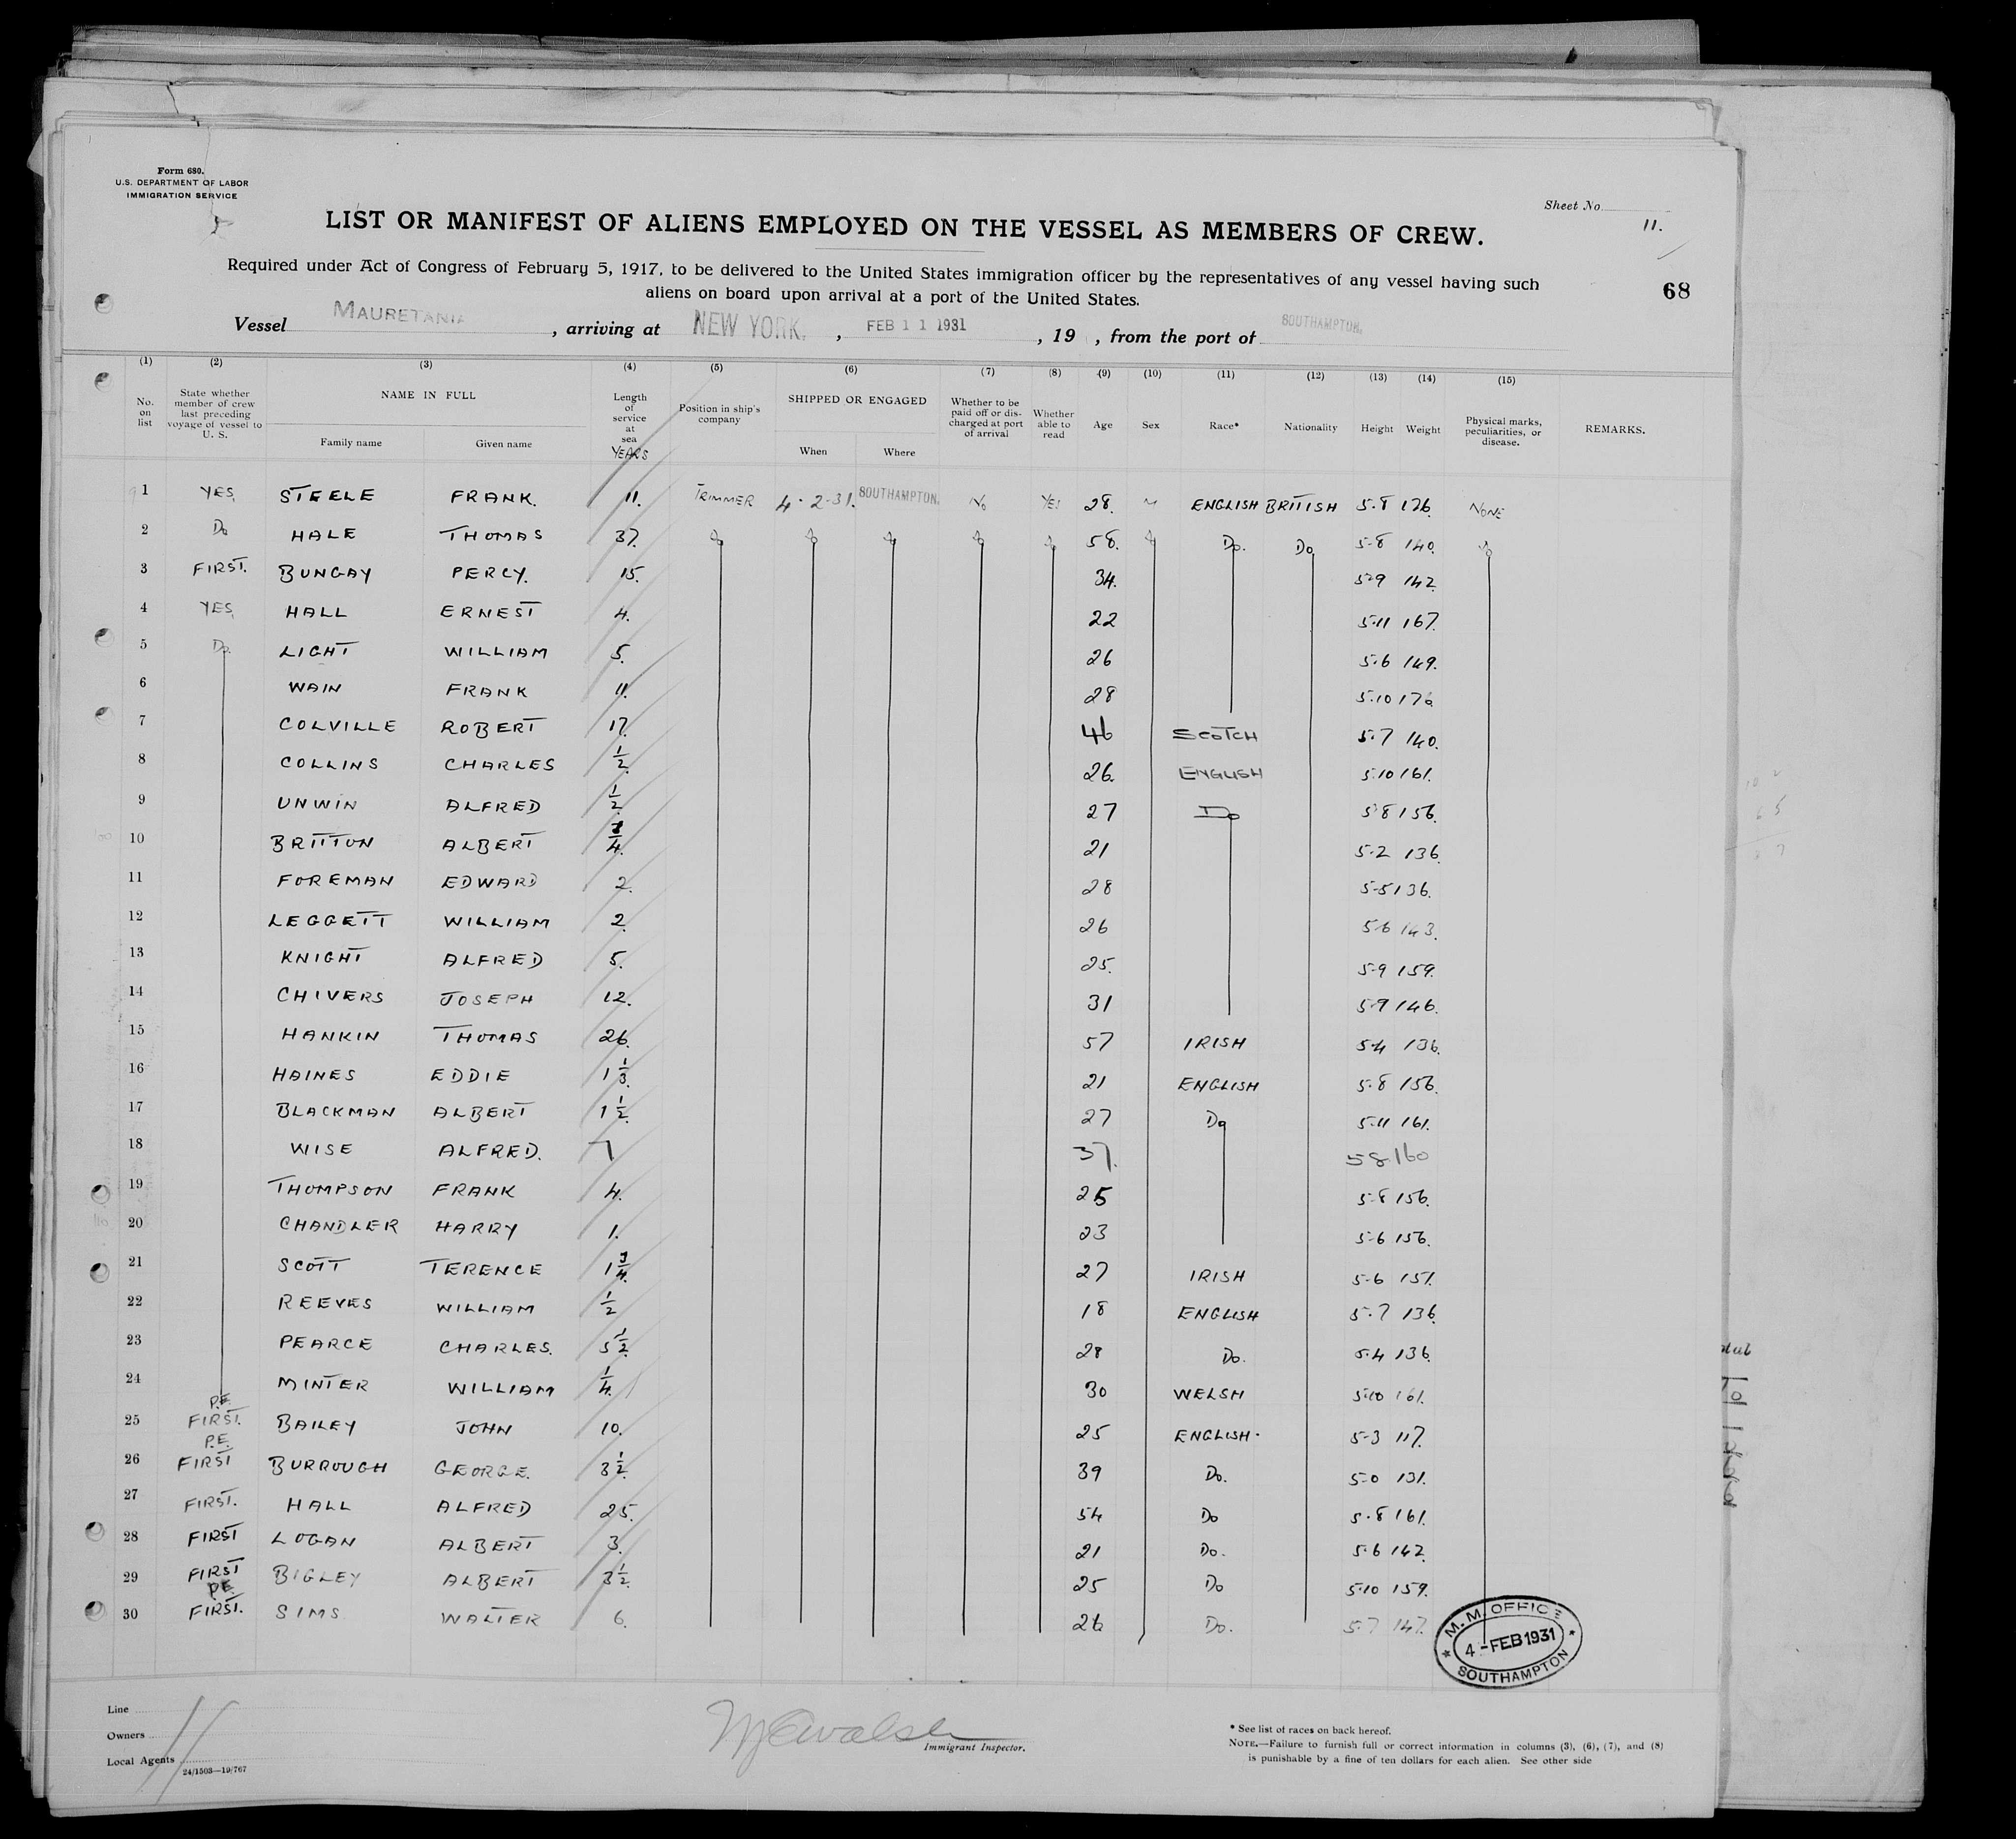 Form 680.
U.S. DEPARTMENT OF LABOR
IMMIGRATION SERVICE
Sheet No. 11.
LIST OR MANIFEST OF ALIENS EMPLOYED ON THE VESSEL AS MEMBERS OF CREW.
Required under Act of Congress of February 5, 1917, to be delivered to the United States immigration officer by the representatives of any vessel having such
aliens on board upon arrival at a port of the United States.
68
Vessel MAURETANIA, arriving at NEW YORK, FEB 11 1931, 19 , from the port of SOUTHAMPTON.
(1) (2) (3) (4) (5) (6) (7) (8) (9) (10) (11) (12) (13) (14) (15)
No. on list State whether member of crew last preceding voyage of vessel to U. S. NAME IN FULL Family name Given name Length of service at sea YEARS Position in ship's company SHIPPED OR ENGAGED When Where Whether to be paid off or discharged at port of arrival Whether able to read Age Sex Race* Nationality Height Weight Physical marks, peculiarities, or disease. REMARKS.
1 YES, STEELE FRANK. 11. TRIMMER 4-2-31. SOUTHAMPTON. No YES 28. M ENGLISH BRITISH 5-8 126. NONE
2 Do HALE THOMAS 37. Do Do Do Do Do 58. Do Do. Do 5-8 140. Do
3 FIRST. BUNGAY PERCY. 15. 34. 5-9 142.
4 YES, HALL ERNEST 4. 22 5-11 167.
5 Do. LIGHT WILLIAM 5. 26 5-6 149.
6 WAIN FRANK 11. 28 5-10 176
7 COLVILLE ROBERT 17. 46 SCOTCH 5-7 140.
8 COLLINS CHARLES 1/2. 26. ENGLISH 5-10 161.
9 UNWIN ALFRED 1/2. 27 Do 5-8 156.
10 BRITTON ALBERT 3/4. 21 5-2 136.
11 FOREMAN EDWARD 2. 28 5-5 136.
12 LEGGETT WILLIAM 2. 26 5-6 143.
13 KNIGHT ALFRED 5. 25. 5-9 159.
14 CHIVERS JOSEPH 12. 31 5-9 146.
15 HANKIN THOMAS 26. 57 IRISH 5-4 136.
16 HAINES EDDIE 1 1/3. 21 ENGLISH 5-8 156.
17 BLACKMAN ALBERT 1 1/2. 27 Do 5-11 161.
18 WISE ALFRED. 7 37. 5-8 160
19 THOMPSON FRANK 4. 25 5-8 156.
20 CHANDLER HARRY 1. 23 5-6 156.
21 SCOTT TERENCE 1 3/4. 27 IRISH 5-6 151.
22 REEVES WILLIAM 1/2 18 ENGLISH 5-7 136.
23 PEARCE CHARLES. 5 1/2. 28 Do. 5-4 136.
24 MINTER WILLIAM 1/4. 30 WELSH 5-10 161.
25 P.E. FIRST. BAILEY JOHN 10. 25 ENGLISH. 5-3 117.
26 P.E. FIRST BURROUGH GEORGE. 3 1/2. 39 Do. 5-0 131.
27 FIRST. HALL ALFRED 25. 54 Do 5-8 161.
28 FIRST LOGAN ALBERT 3. 21 Do. 5-6 142.
29 FIRST BIGLEY ALBERT 3 1/2. 25 Do 5-10 159.
30 P.E. FIRST. SIMS WALTER 6. 26 Do. 5-7 147.
M. M. OFFICE
4-FEB 1931
SOUTHAMPTON
Line
Owners
Local Agents
24/1503—19/767
Immigrant Inspector.
* See list of races on back hereof.
NOTE.—Failure to furnish full or correct information in columns (3), (6), (7), and (8)
is punishable by a fine of ten dollars for each alien. See other side